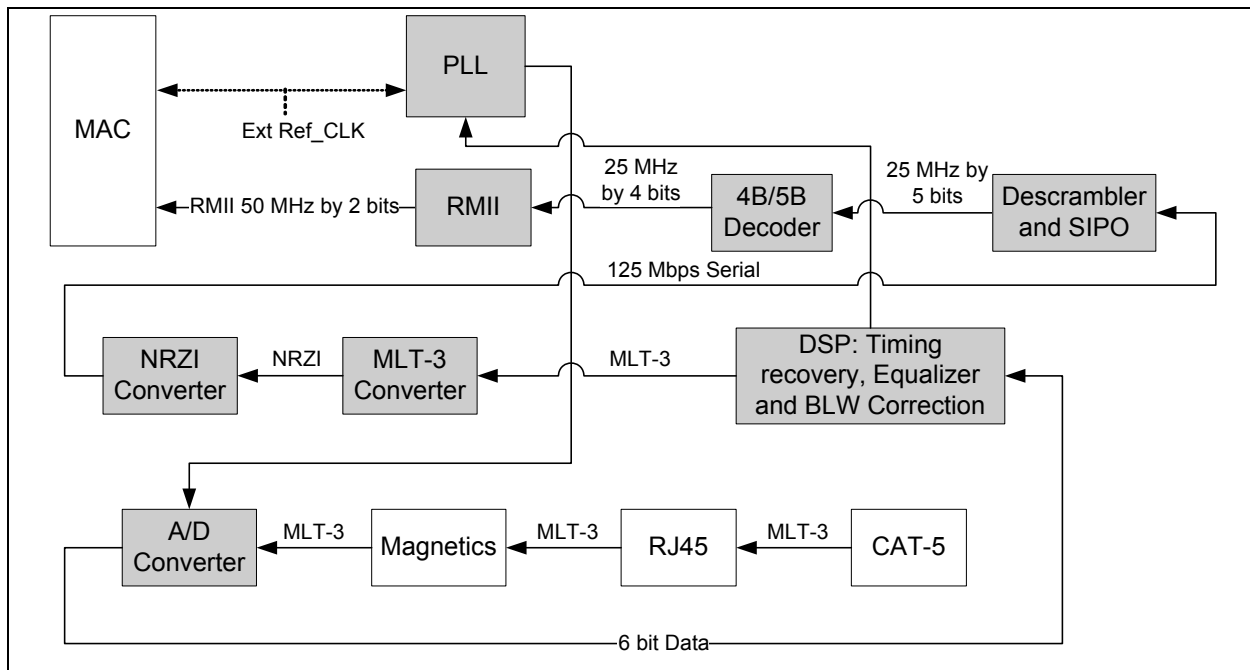 MAC
PLL
Ext Ref_CLK
RMII 50 MHz by 2 bits
RMII
25 MHz
by 4 bits
4B/5B
Decoder
25 MHz by
5 bits
Descrambler
and SIPO
125 Mbps Serial
NRZI
Converter
NRZI
MLT-3
Converter
MLT-3
DSP: Timing
recovery, Equalizer
and BLW Correction
A/D
Converter
MLT-3
Magnetics
MLT-3
RJ45
MLT-3
CAT-5
6 bit Data